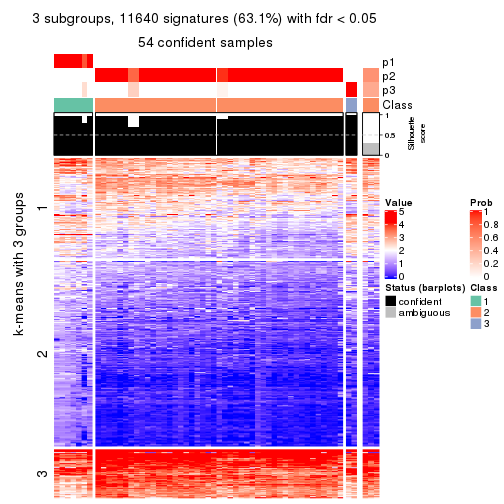 3 subgroups, 11640 signatures (63.1%) with fdr < 0.05
54 confident samples
p1
p2
p3
Class
1
0.5
0
Silhouette
score
k-means with 3 groups
1
2
3
Value
5
4
3
2
1
0
Prob
1
0.8
0.6
0.4
0.2
0
Status (barplots)
confident
ambiguous
Class
1
2
3